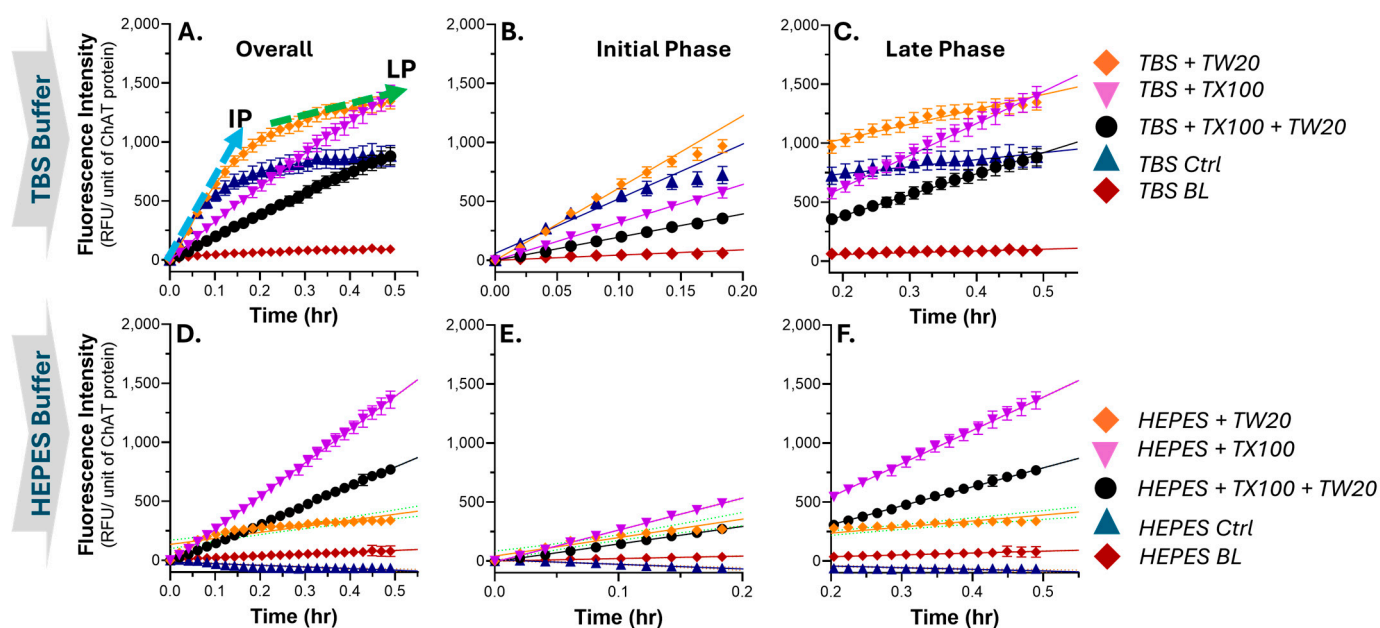 TBS Buffer
Fluorescence Intensity
(RFU/ unit of ChAT protein)
A.
Overall
IP
LP
2,000
1,500
1,000
500
0
0.0 0.1 0.2 0.3 0.4 0.5
Time (hr)
B.
Initial Phase
2,000
1,500
1,000
500
0
0.00 0.05 0.10 0.15 0.20
Time (hr)
C.
Late Phase
2,000
1,500
1,000
500
0
0.2 0.3 0.4 0.5
Time (hr)
TBS + TW20
TBS + TX100
TBS + TX100 + TW20
TBS Ctrl
TBS BL
HEPES Buffer
Fluorescence Intensity
(RFU/ unit of ChAT protein)
D.
2,000
1,500
1,000
500
0
0.0 0.1 0.2 0.3 0.4 0.5
Time (hr)
E.
2,000
1,500
1,000
500
0
0.0 0.1 0.2
Time (hr)
F.
2,000
1,500
1,000
500
0
0.2 0.3 0.4 0.5
Time (hr)
HEPES + TW20
HEPES + TX100
HEPES + TX100 + TW20
HEPES Ctrl
HEPES BL